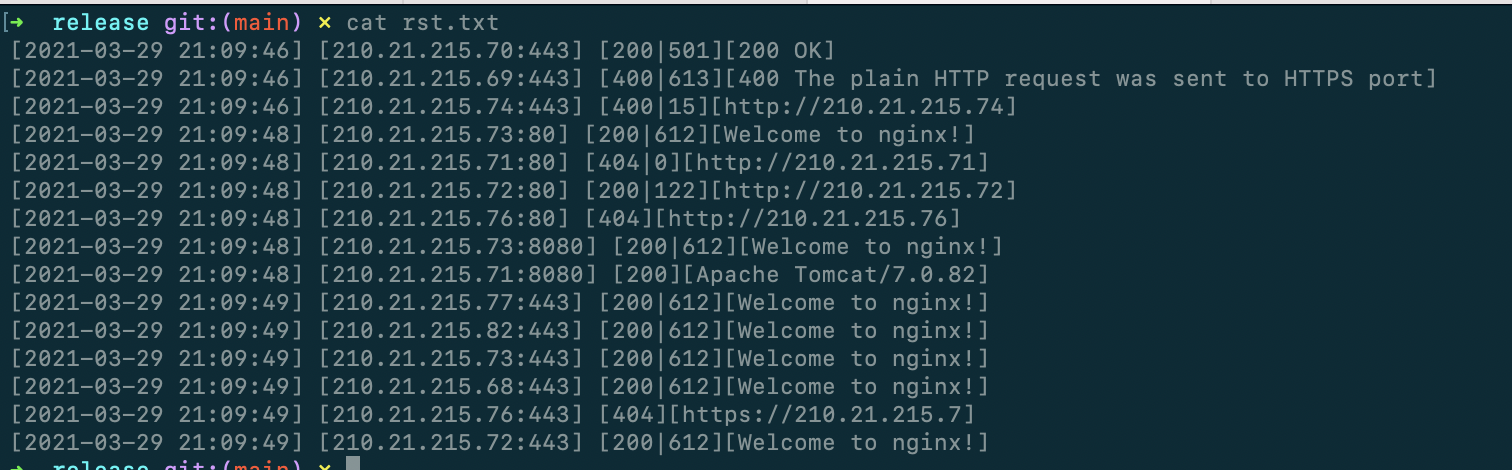 [➜  release git:(main) × cat rst.txt
[2021-03-29 21:09:46] [210.21.215.70:443] [200|501][200 OK]
[2021-03-29 21:09:46] [210.21.215.69:443] [400|613][400 The plain HTTP request was sent to HTTPS port]
[2021-03-29 21:09:46] [210.21.215.74:443] [400|15][http://210.21.215.74]
[2021-03-29 21:09:48] [210.21.215.73:80] [200|612][Welcome to nginx!]
[2021-03-29 21:09:48] [210.21.215.71:80] [404|0][http://210.21.215.71]
[2021-03-29 21:09:48] [210.21.215.72:80] [200|122][http://210.21.215.72]
[2021-03-29 21:09:48] [210.21.215.76:80] [404][http://210.21.215.76]
[2021-03-29 21:09:48] [210.21.215.73:8080] [200|612][Welcome to nginx!]
[2021-03-29 21:09:48] [210.21.215.71:8080] [200][Apache Tomcat/7.0.82]
[2021-03-29 21:09:49] [210.21.215.77:443] [200|612][Welcome to nginx!]
[2021-03-29 21:09:49] [210.21.215.82:443] [200|612][Welcome to nginx!]
[2021-03-29 21:09:49] [210.21.215.73:443] [200|612][Welcome to nginx!]
[2021-03-29 21:09:49] [210.21.215.68:443] [200|612][Welcome to nginx!]
[2021-03-29 21:09:49] [210.21.215.76:443] [404][https://210.21.215.7]
[2021-03-29 21:09:49] [210.21.215.72:443] [200|612][Welcome to nginx!]
➜  release git:(main) ×